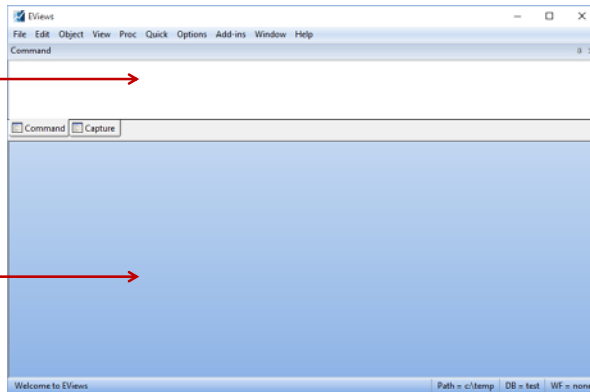 EViews
File Edit Object View Proc Quick Options Add-ins Window Help
Command
Command Capture
Welcome to EViews Path = c:\temp DB = test WF = none